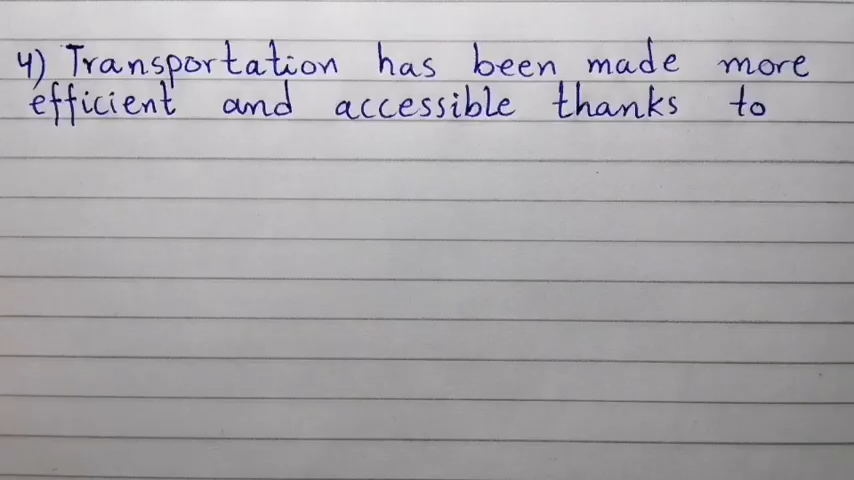 4) Transportation has been made more
efficient and accessible thanks to